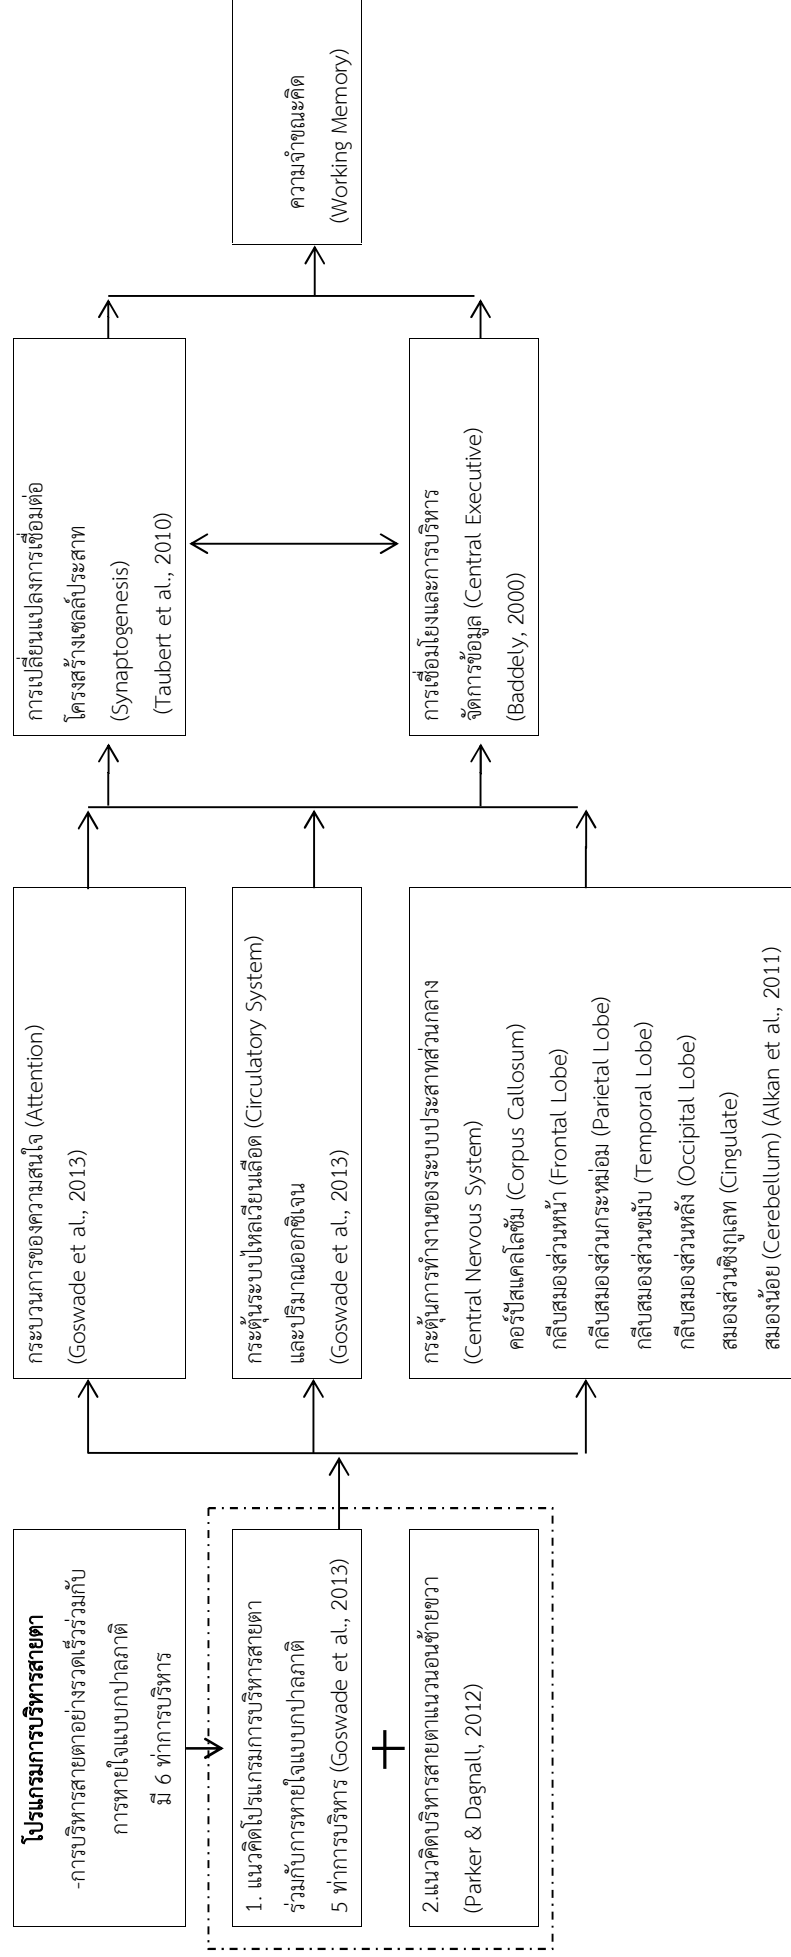 โปรแกรมการบริหารสายตา
-การบริหารสายตาอย่างรวดเร็วร่วมกับ
การหายใจแบบกปาลภาติ
มี 6 ท่าการบริหาร
1. แนวคิดโปรแกรมการบริหารสายตา
ร่วมกับการหายใจแบบกปาลภาติ
5 ท่าการบริหาร (Goswade et al., 2013)
+
2.แนวคิดบริหารสายตาแนวนอนซ้ายขวา
(Parker & Dagnall, 2012)
กระบวนการของความสนใจ (Attention)
(Goswade et al., 2013)
กระตุ้นระบบไหลเวียนเลือด (Circulatory System)
และปริมาณออกซิเจน
(Goswade et al., 2013)
กระตุ้นการทำงานของระบบประสาทส่วนกลาง
(Central Nervous System)
คอร์ปัสแคลโลซัม (Corpus Callosum)
กลีบสมองส่วนหน้า (Frontal Lobe)
กลีบสมองส่วนกระหม่อม (Parietal Lobe)
กลีบสมองส่วนขมับ (Temporal Lobe)
กลีบสมองส่วนหลัง (Occipital Lobe)
สมองส่วนซิงกูเลท (Cingulate)
สมองน้อย (Cerebellum) (Alkan et al., 2011)
การเปลี่ยนแปลงการเชื่อมต่อ
โครงสร้างเซลล์ประสาท
(Synaptogenesis)
(Taubert et al., 2010)
การเชื่อมโยงและการบริหาร
จัดการข้อมูล (Central Executive)
(Baddely, 2000)
ความจำขณะคิด
(Working Memory)